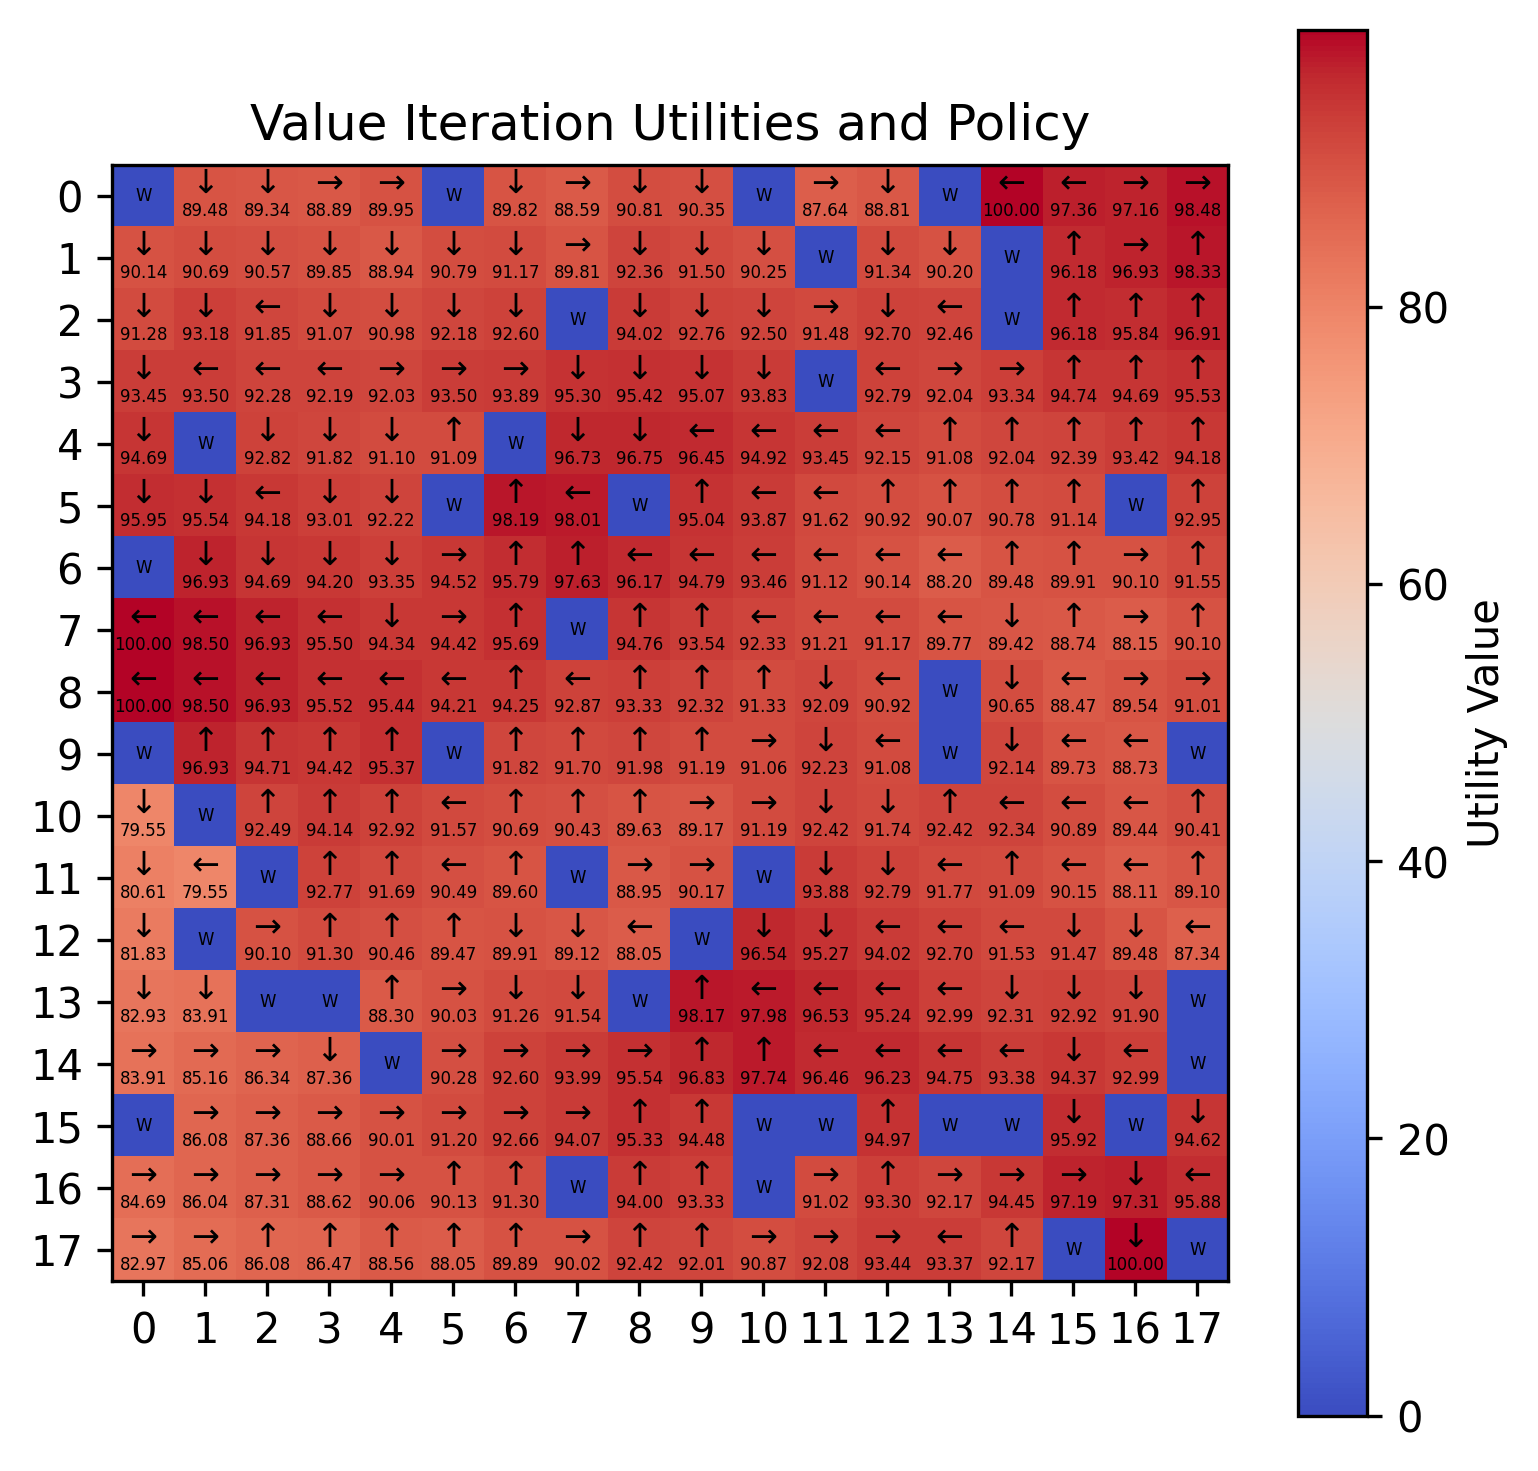 Value Iteration Utilities and Policy
0 W ↓ ↓ → → W ↓ → ↓ ↓ W → ↓ W ← ← → →
89.48 89.34 88.89 89.95 89.82 88.59 90.81 90.35 87.64 88.81 100.00 97.36 97.16 98.48
1 ↓ ↓ ↓ ↓ ↓ ↓ ↓ → ↓ ↓ ↓ W ↓ ↓ W ↑ → ↑
90.14 90.69 90.57 89.85 88.94 90.79 91.17 89.81 92.36 91.50 90.25 91.34 90.20 96.18 96.93 98.33
2 ↓ ↓ ← ↓ ↓ ↓ ↓ W ↓ ↓ ↓ → ↓ ← W ↑ ↑ ↑
91.28 93.18 91.85 91.07 90.98 92.18 92.60 94.02 92.76 92.50 91.48 92.70 92.46 96.18 95.84 96.91
3 ↓ ← ← ← → → → ↓ ↓ ↓ ↓ W ← → → ↑ ↑ ↑
93.45 93.50 92.28 92.19 92.03 93.50 93.89 95.30 95.42 95.07 93.83 92.79 92.04 93.34 94.74 94.69 95.53
4 ↓ W ↓ ↓ ↓ ↑ W ↓ ↓ ← ← ← ← ↑ ↑ ↑ ↑ ↑
94.69 92.82 91.82 91.10 91.09 96.73 96.75 96.45 94.92 93.45 92.15 91.08 92.04 92.39 93.42 94.18
5 ↓ ↓ ← ↓ ↓ W ↑ ← W ↑ ← ← ↑ ↑ ↑ ↑ W ↑
95.95 95.54 94.18 93.01 92.22 98.19 98.01 95.04 93.87 91.62 90.92 90.07 90.78 91.14 92.95
6 W ↓ ↓ ↓ ↓ → ↑ ↑ ← ← ← ← ← ← ↑ ↑ → ↑
96.93 94.69 94.20 93.35 94.52 95.79 97.63 96.17 94.79 93.46 91.12 90.14 88.20 89.48 89.91 90.10 91.55
7 ← ← ← ← ↓ → ↑ W ↑ ↑ ← ← ← ← ↓ ↑ → ↑
100.00 98.50 96.93 95.50 94.34 94.42 95.69 94.76 93.54 92.33 91.21 91.17 89.77 89.42 88.74 88.15 90.10
8 ← ← ← ← ← ← ↑ ← ↑ ↑ ↑ ↓ ← W ↓ ← → →
100.00 98.50 96.93 95.52 95.44 94.21 94.25 92.87 93.33 92.32 91.33 92.09 90.92 90.65 88.47 89.54 91.01
9 W ↑ ↑ ↑ ↑ W ↑ ↑ ↑ ↑ → ↓ ← W ↓ ← ← W
96.93 94.71 94.42 95.37 91.82 91.70 91.98 91.19 91.06 92.23 91.08 92.14 89.73 88.73
10 ↓ W ↑ ↑ ↑ ← ↑ ↑ ↑ → → ↓ ↓ ↑ ← ← ← ↑
79.55 92.49 94.14 92.92 91.57 90.69 90.43 89.63 89.17 91.19 92.42 91.74 92.42 92.34 90.89 89.44 90.41
11 ↓ ← W ↑ ↑ ← ↑ W → → W ↓ ↓ ← ↑ ← ← ↑
80.61 79.55 92.77 91.69 90.49 89.60 88.95 90.17 93.88 92.79 91.77 91.09 90.15 88.11 89.10
12 ↓ W → ↑ ↑ ↑ ↓ ↓ ← W ↓ ↓ ← ← ← ↓ ↓ ←
81.83 90.10 91.30 90.46 89.47 89.91 89.12 88.05 96.54 95.27 94.02 92.70 91.53 91.47 89.48 87.34
13 ↓ ↓ W W ↑ → ↓ ↓ W ↑ ← ← ← ← ↓ ↓ ↓ W
82.93 83.91 88.30 90.03 91.26 91.54 98.17 97.98 96.53 95.24 92.99 92.31 92.92 91.90
14 → → → ↓ W → → → → ↑ ↑ ← ← ← ← ↓ ← W
83.91 85.16 86.34 87.36 90.28 92.60 93.99 95.54 96.83 97.74 96.46 96.23 94.75 93.38 94.37 92.99
15 W → → → → → → → ↑ ↑ W W ↑ W W ↓ W ↓
86.08 87.36 88.66 90.01 91.20 92.66 94.07 95.33 94.48 94.97 95.92 94.62
16 → → → → → ↑ ↑ W ↑ ↑ W → ↑ → → → ↓ ←
84.69 86.04 87.31 88.62 90.06 90.13 91.30 94.00 93.33 91.02 93.30 92.17 94.45 97.19 97.31 95.88
17 → → ↑ ↑ ↑ ↑ ↑ → ↑ ↑ → → → ← ↑ W ↓ W
82.97 85.06 86.08 86.47 88.56 88.05 89.89 90.02 92.42 92.01 90.87 92.08 93.44 93.37 92.17 100.00
0 1 2 3 4 5 6 7 8 9 10 11 12 13 14 15 16 17
80
60
40
20
0
Utility Value